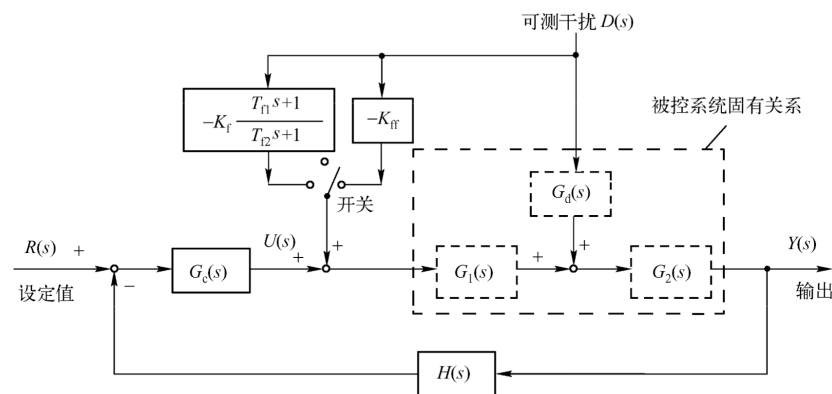 可测干扰 D(s)
被控系统固有关系
−K_f (T_f1 s+1)/(T_f2 s+1)
−K_ff
开关
G_d(s)
R(s) +
设定值
−
G_c(s)
U(s)
+
+
G_1(s)
+
+
G_2(s)
Y(s)
输出
H(s)